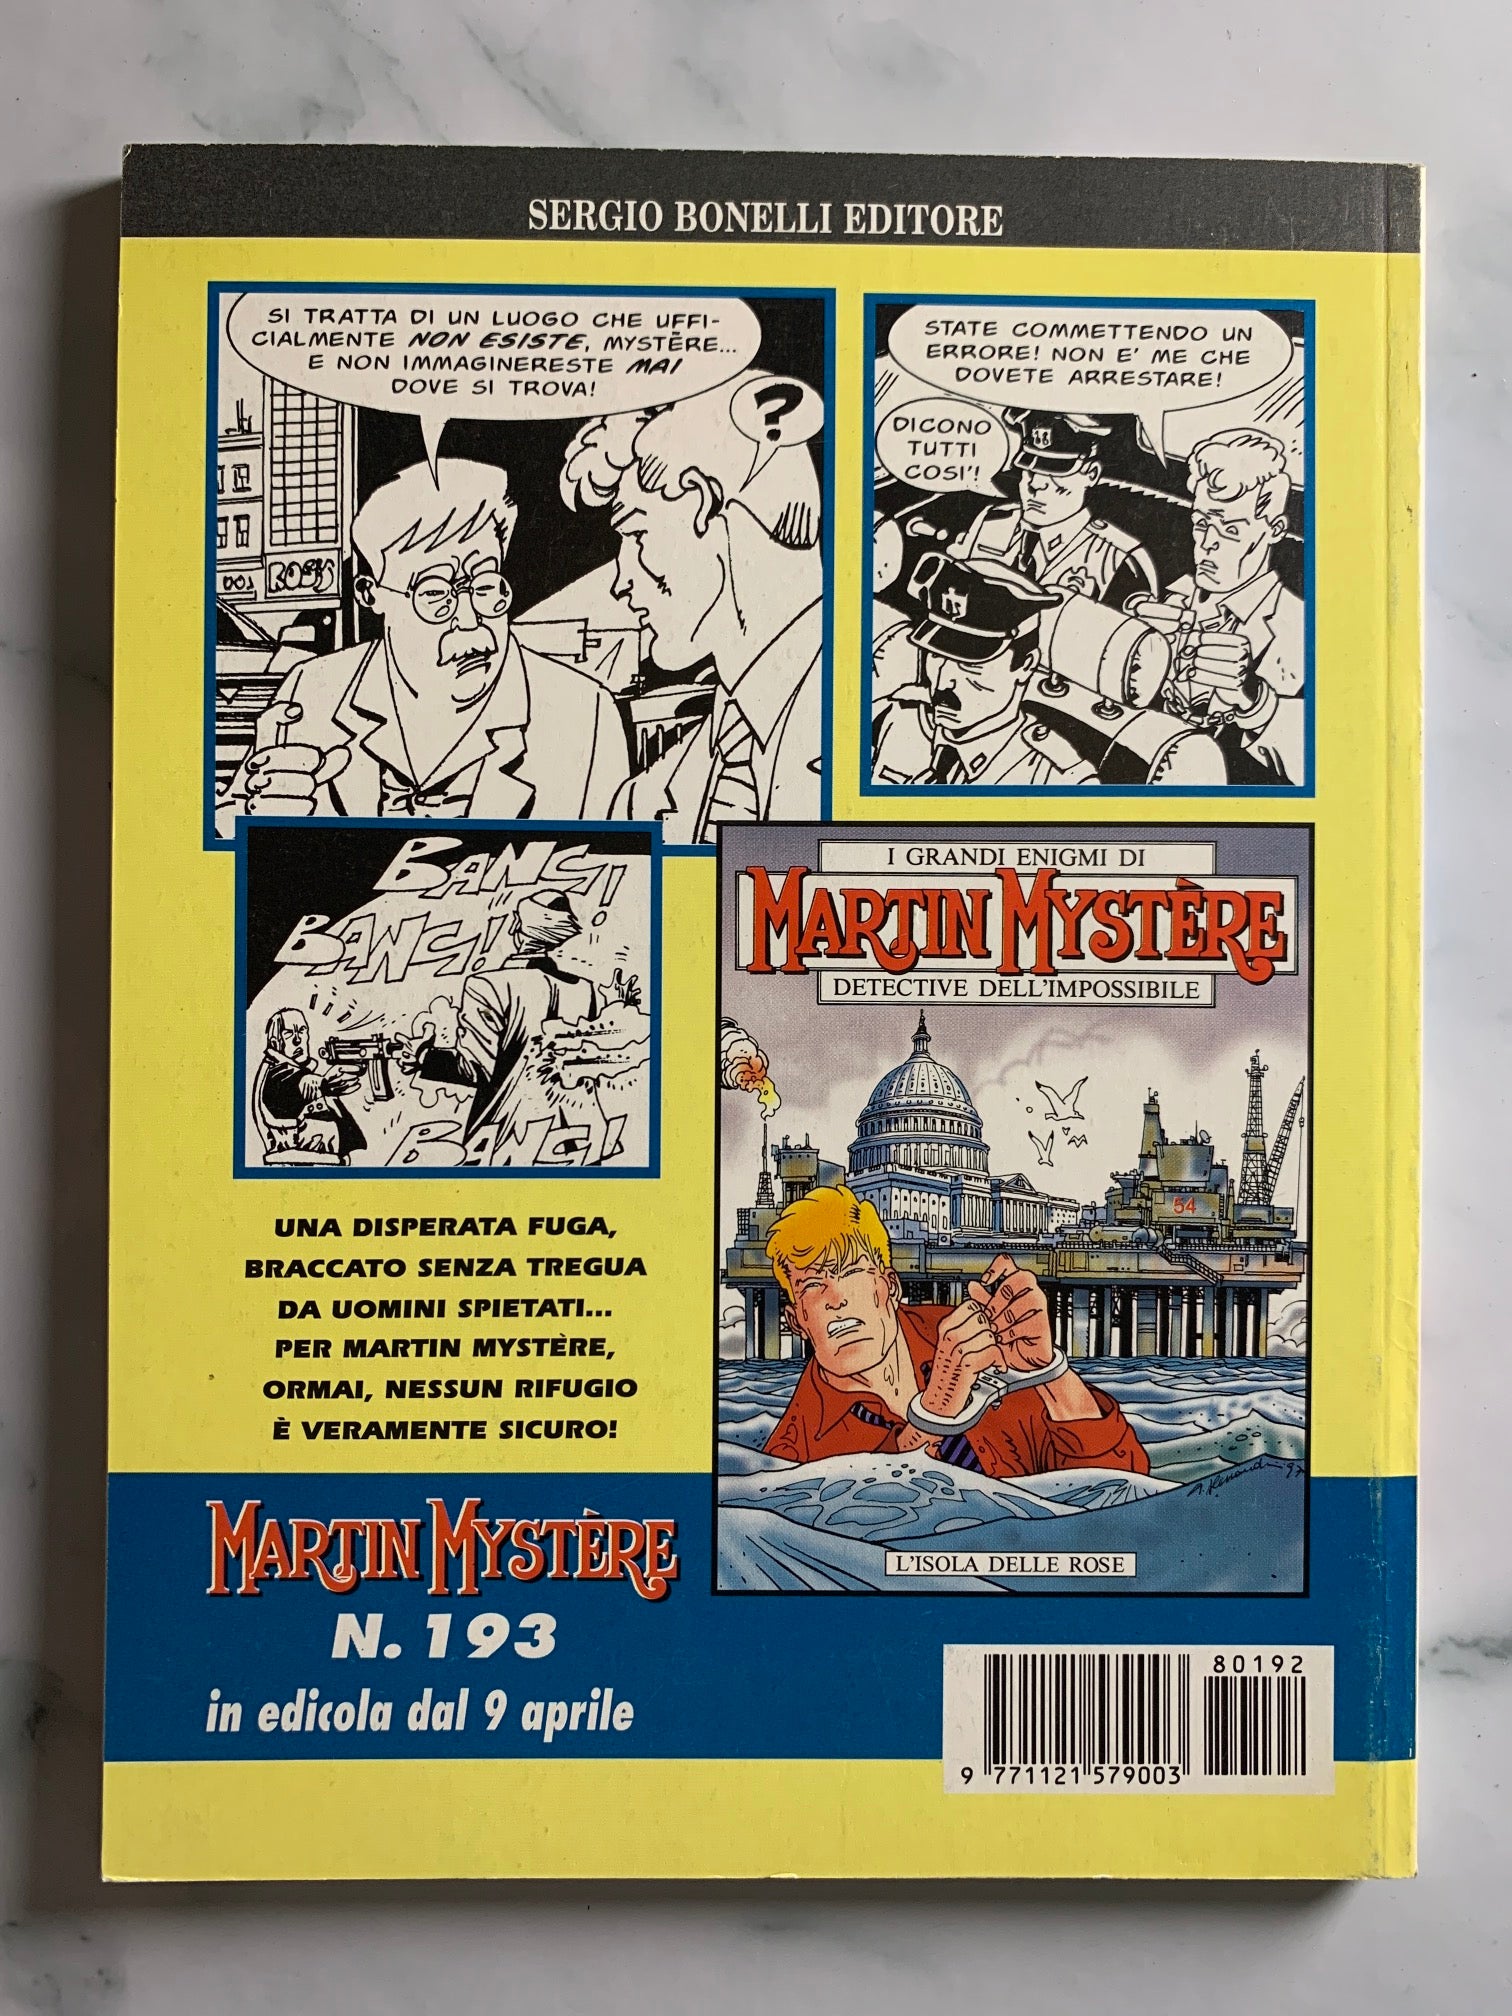 SERGIO BONELLI EDITORE
SI TRATTA DI UN LUOGO CHE UFFI-
CIALMENTE NON ESISTE, MYSTÈRE...
E NON IMMAGINERESTE MAI
DOVE SI TROVA!
?
STATE COMMETTENDO UN
ERRORE! NON E' ME CHE
DOVETE ARRESTARE!
DICONO
TUTTI
COSI'!
BANG!
BANG!
BANG!
UNA DISPERATA FUGA,
BRACCATO SENZA TREGUA
DA UOMINI SPIETATI...
PER MARTIN MYSTÈRE,
ORMAI, NESSUN RIFUGIO
È VERAMENTE SICURO!
I GRANDI ENIGMI DI
MARTIN MYSTÈRE
DETECTIVE DELL'IMPOSSIBILE
54
L'ISOLA DELLE ROSE
MARTIN MYSTÈRE
N. 193
in edicola dal 9 aprile
80192
9 771121 579003